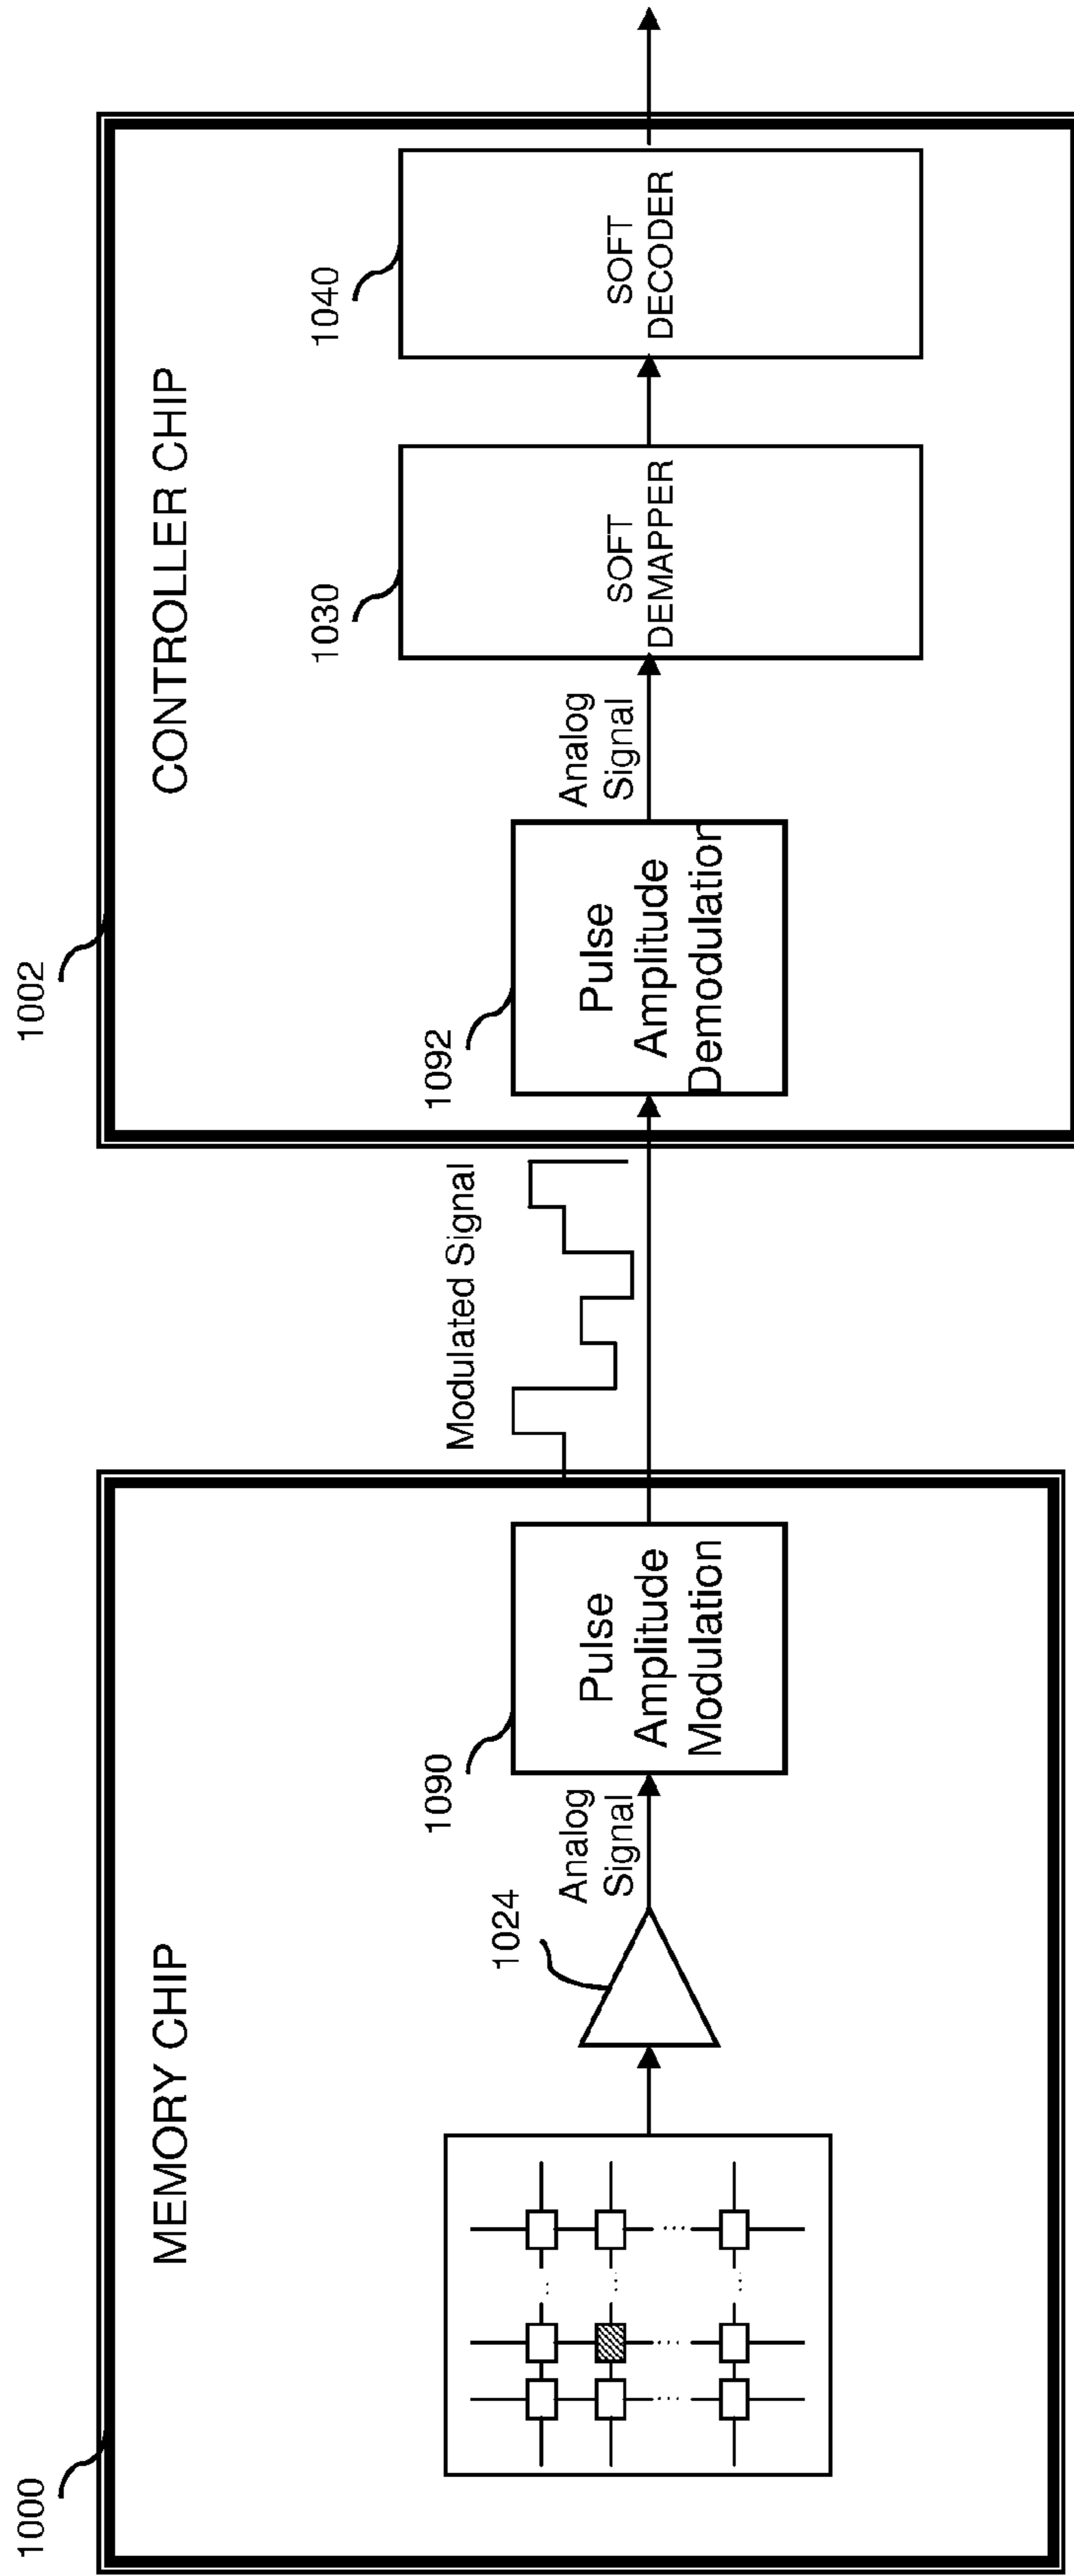 1000
MEMORY CHIP
1024
Analog
Signal
1090
Pulse
Amplitude
Modulation
Modulated Signal
1002
CONTROLLER CHIP
1092
Pulse
Amplitude
Demodulation
Analog
Signal
1030
SOFT
DEMAPPER
1040
SOFT
DECODER